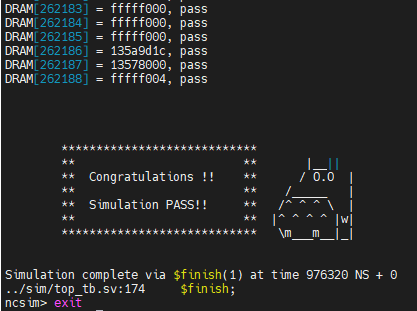 DRAM[262183] = fffff000, pass
DRAM[262184] = fffff000, pass
DRAM[262185] = fffff000, pass
DRAM[262186] = 135a9d1c, pass
DRAM[262187] = 13578000, pass
DRAM[262188] = fffff004, pass
****************************
**                        **       |__||
**  Congratulations !!    **      / O.O  |
**                        **    /_____   |
**  Simulation PASS!!     **   /^ ^ ^ \  |
**                        **  |^ ^ ^ ^ |w|
****************************   \m___m__|_|
Simulation complete via $finish(1) at time 976320 NS + 0
../sim/top_tb.sv:174     $finish;
ncsim> exit